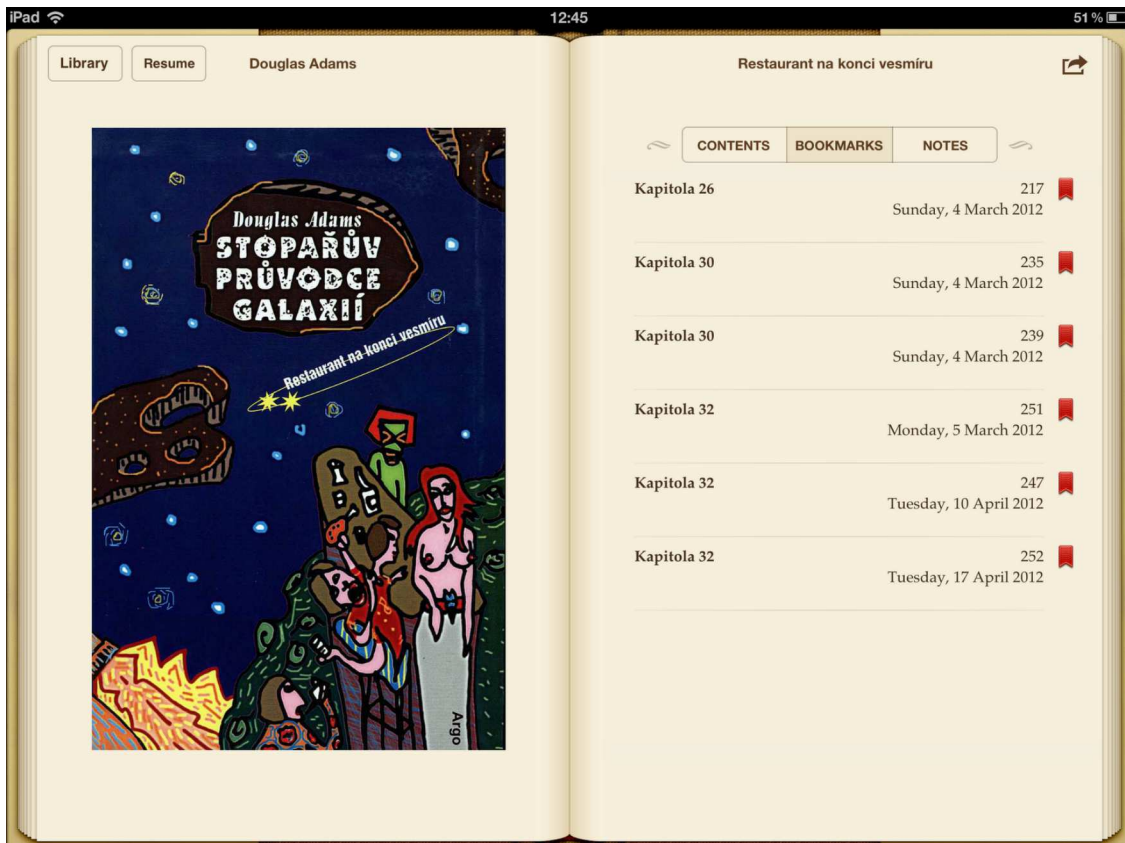 iPad 12:45 51 %
Library Resume Douglas Adams
Douglas Adams
STOPAŘŮV
PRŮVODCE
GALAXIÍ
Restaurant na konci vesmíru
Argo
Restaurant na konci vesmíru
CONTENTS BOOKMARKS NOTES
Kapitola 26 217
Sunday, 4 March 2012
Kapitola 30 235
Sunday, 4 March 2012
Kapitola 30 239
Sunday, 4 March 2012
Kapitola 32 251
Monday, 5 March 2012
Kapitola 32 247
Tuesday, 10 April 2012
Kapitola 32 252
Tuesday, 17 April 2012